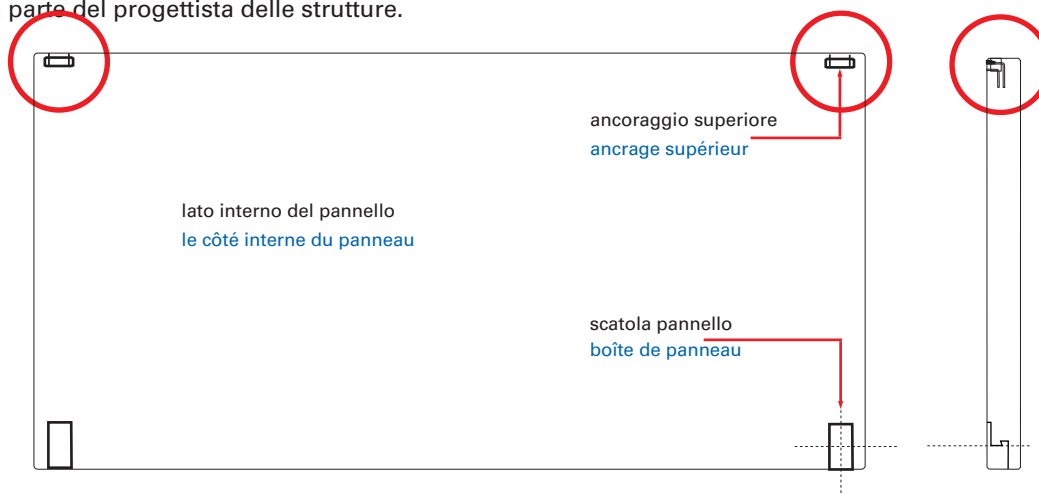 parte del progettista delle strutture.
ancoraggio superiore
ancrage supérieur
lato interno del pannello
le côté interne du panneau
scatola pannello
boîte de panneau